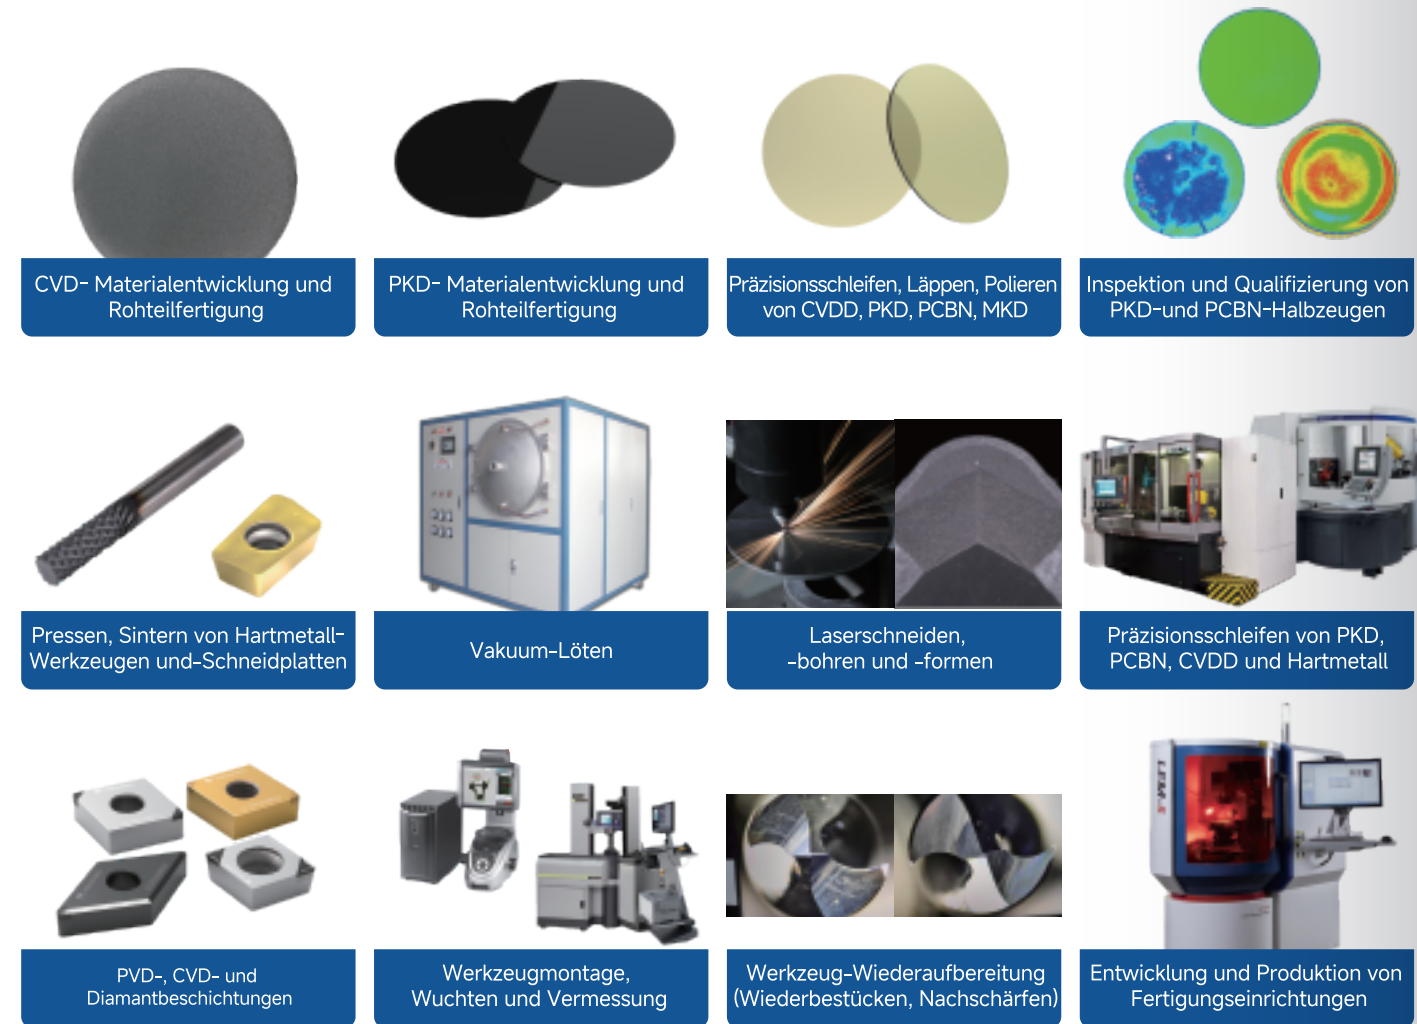 CVD- Materialentwicklung und
Rohteilfertigung
PKD- Materialentwicklung und
Rohteilfertigung
Präzisionsschleifen, Läppen, Polieren
von CVDD, PKD, PCBN, MKD
Inspektion und Qualifizierung von
PKD-und PCBN-Halbzeugen
Pressen, Sintern von Hartmetall-
Werkzeugen und-Schneidplatten
Vakuum-Löten
Laserschneiden,
-bohren und -formen
Präzisionsschleifen von PKD,
PCBN, CVDD und Hartmetall
PVD-, CVD- und
Diamantbeschichtungen
Werkzeugmontage,
Wuchten und Vermessung
Werkzeug-Wiederaufbereitung
(Wiederbestücken, Nachschärfen)
Entwicklung und Produktion von
Fertigungseinrichtungen